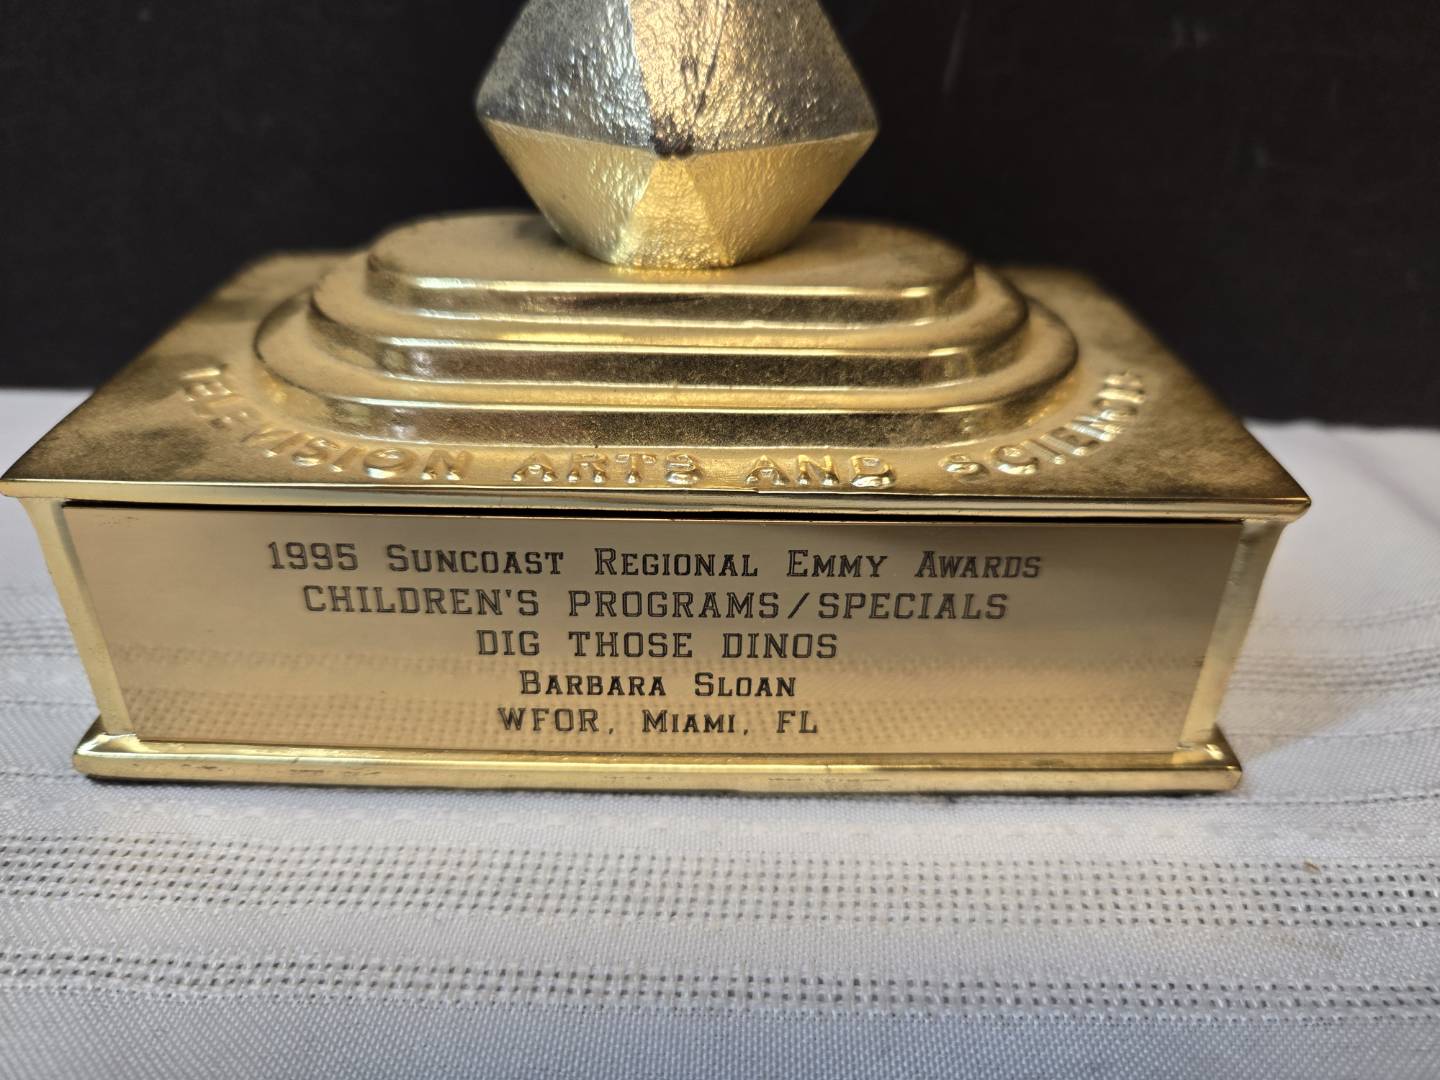 TELEVISION ARTS AND SCIENCES
1995 SUNCOAST REGIONAL EMMY AWARDS
CHILDREN'S PROGRAMS/SPECIALS
DIG THOSE DINOS
BARBARA SLOAN
WFOR, MIAMI, FL